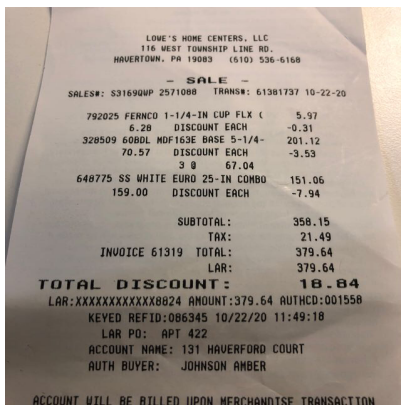 LOWE'S HOME CENTERS, LLC
116 WEST TOWNSHIP LINE RD.
HAVERTOWN, PA 19083 (610) 536-6168
- SALE -
SALES#: S3169QWP 2571088 TRANS#: 61381737 10-22-20
792025 FERNCO 1-1/4-IN CUP FLX ( 5.97
6.28 DISCOUNT EACH -0.31
328509 60BDL MDF163E BASE 5-1/4- 201.12
70.57 DISCOUNT EACH -3.53
3 @ 67.04
648775 SS WHITE EURO 25-IN COMBO 151.06
159.00 DISCOUNT EACH -7.94
SUBTOTAL: 358.15
TAX: 21.49
INVOICE 61319 TOTAL: 379.64
LAR: 379.64
TOTAL DISCOUNT: 18.84
LAR:XXXXXXXXXXXX8824 AMOUNT:379.64 AUTHCD:001558
KEYED REFID:086345 10/22/20 11:49:18
LAR PO: APT 422
ACCOUNT NAME: 131 HAVERFORD COURT
AUTH BUYER: JOHNSON AMBER
ACCOUNT WILL BE BILLED UPON MERCHANDISE TRANSACTION